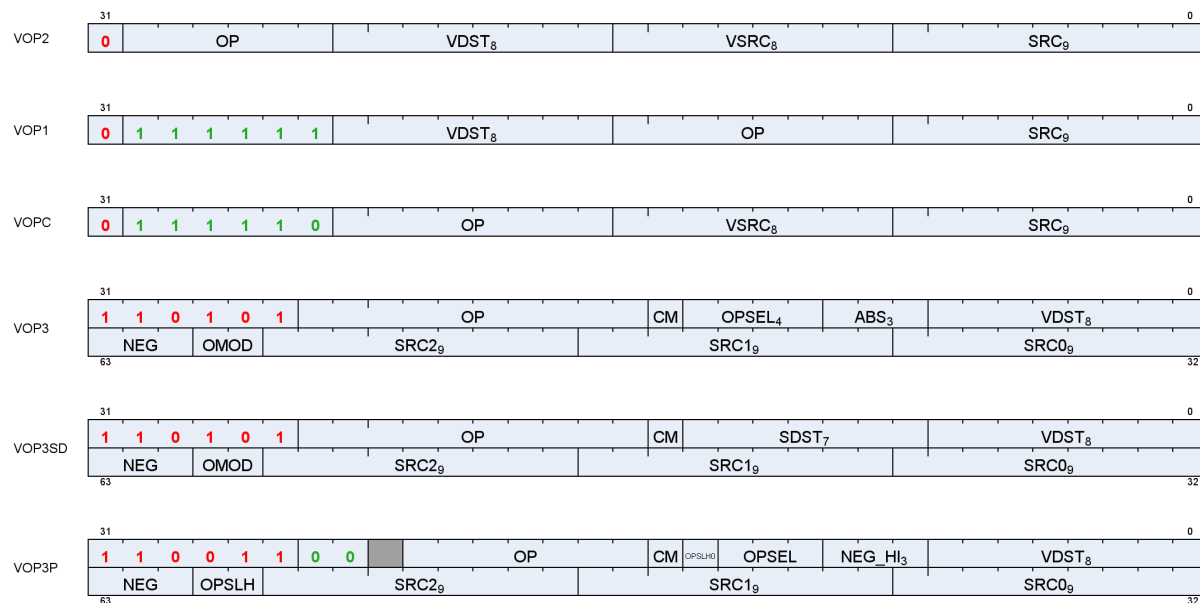 31 0
VOP2 0 OP VDST8 VSRC8 SRC9
31 0
VOP1 0 1 1 1 1 1 1 VDST8 OP SRC9
31 0
VOPC 0 1 1 1 1 1 0 OP VSRC8 SRC9
31 0
1 1 0 1 0 1 OP CM OPSEL4 ABS3 VDST8
VOP3
NEG OMOD SRC29 SRC19 SRC09
63 32
31 0
1 1 0 1 0 1 OP CM SDST7 VDST8
VOP3SD
NEG OMOD SRC29 SRC19 SRC09
63 32
31 0
1 1 0 0 1 1 0 0 OP CM OPSLH0 OPSEL NEG_HI3 VDST8
VOP3P
NEG OPSLH SRC29 SRC19 SRC09
63 32